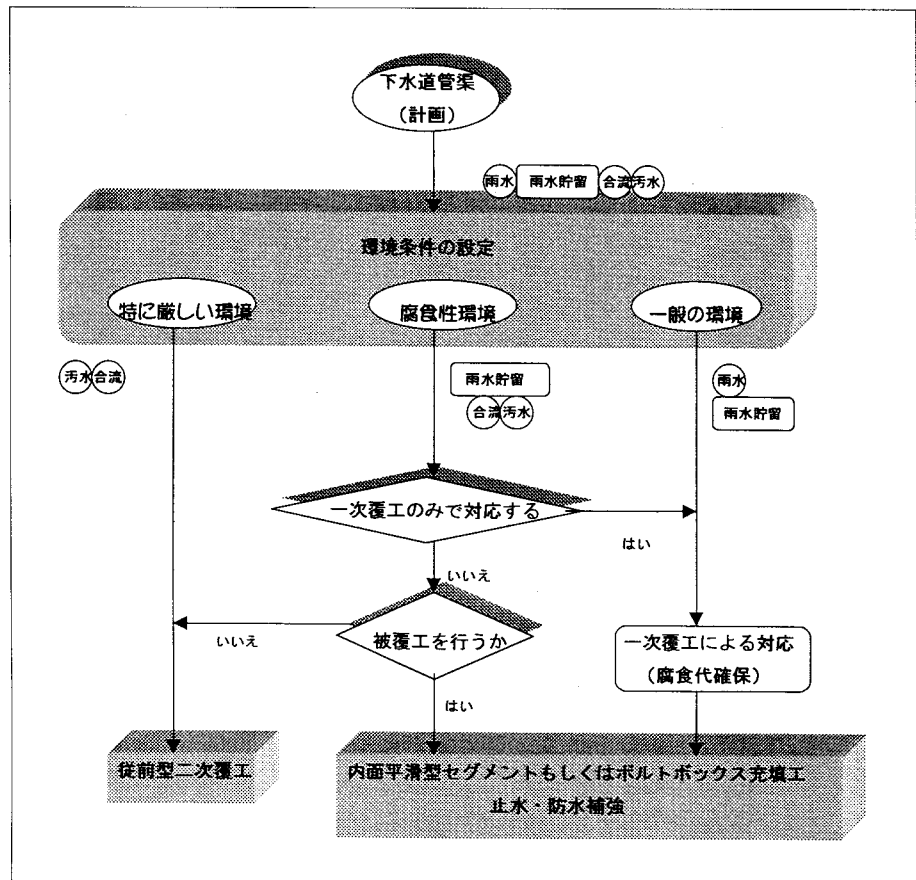 下水道管渠
（計画）
雨水 雨水貯留 合流 汚水
環境条件の設定
特に厳しい環境 腐食性環境 一般の環境
汚水 合流
雨水貯留
合流 汚水
雨水
雨水貯留
一次覆工のみで対応する
はい
いいえ
被覆工を行うか
いいえ
はい
一次覆工による対応
（腐食代確保）
従前型二次覆工
内面平滑型セグメントもしくはボルトボックス充填工
止水・防水補強